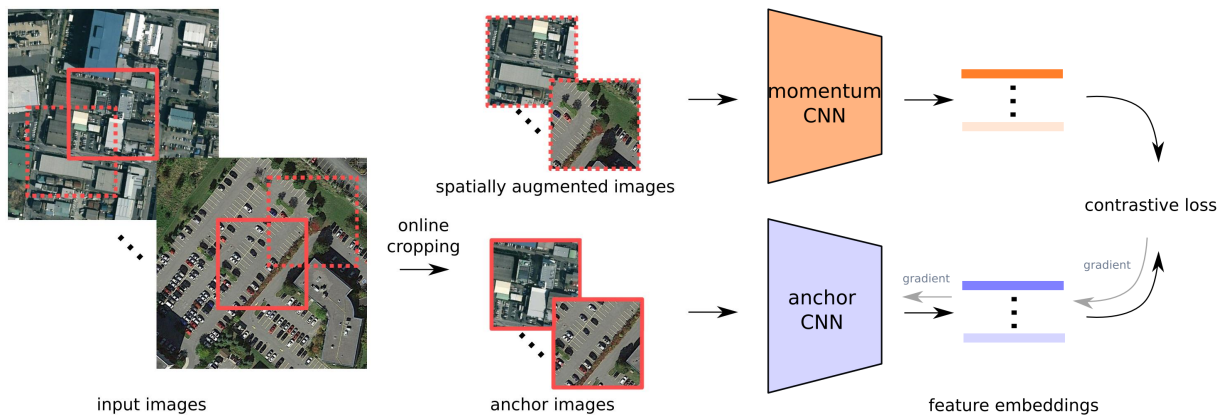 input images
online
cropping
spatially augmented images
anchor images
momentum
CNN
anchor
CNN
gradient
feature embeddings
gradient
contrastive loss